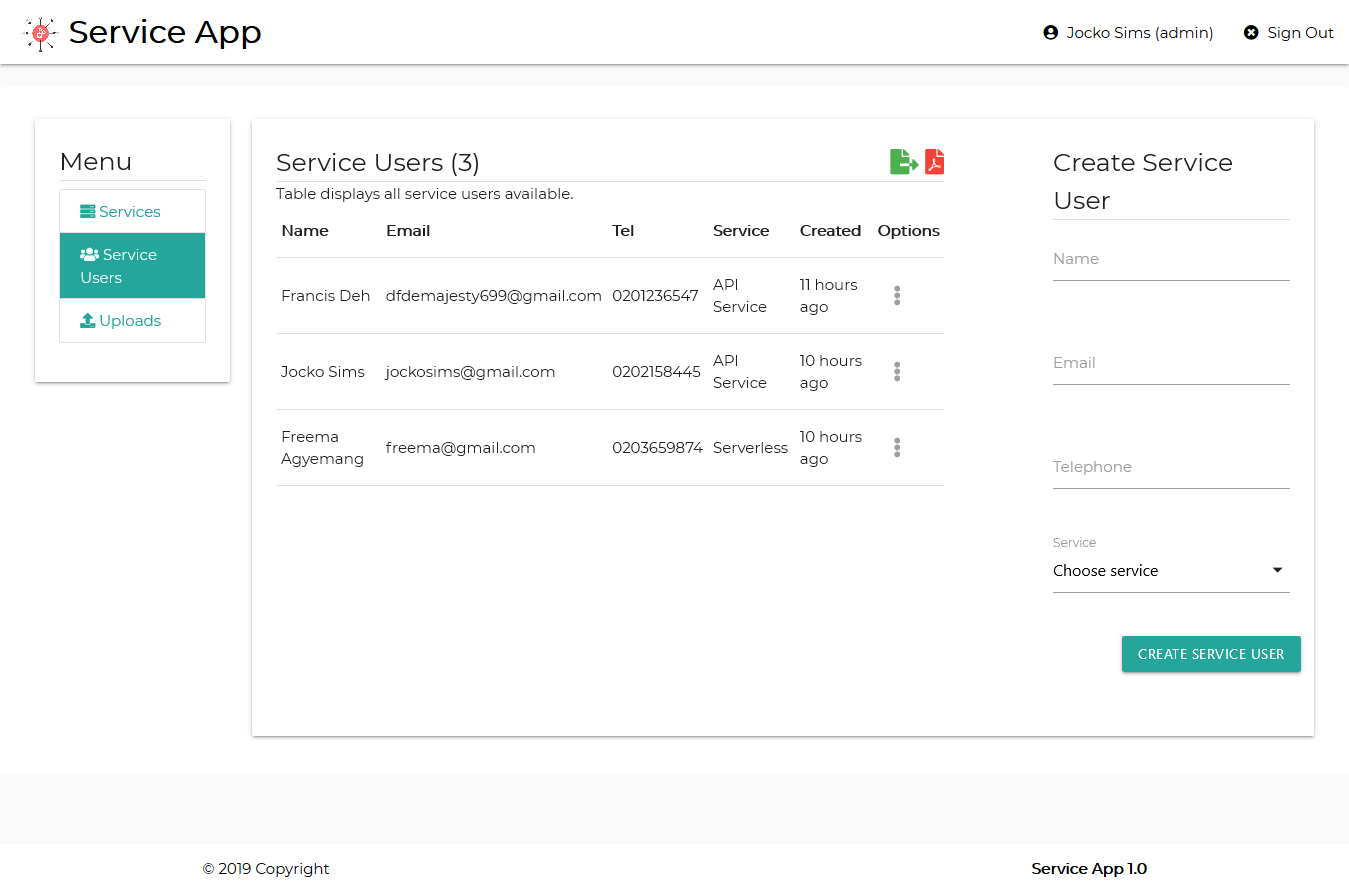 Service App
Jocko Sims (admin)
Sign Out
Menu
Services
Service
Users
Uploads
Service Users (3)
Table displays all service users available.
Name Email Tel Service Created Options
Francis Deh dfdemajesty699@gmail.com 0201236547 API Service 11 hours ago
Jocko Sims jockosims@gmail.com 0202158445 API Service 10 hours ago
Freema Agyemang freema@gmail.com 0203659874 Serverless 10 hours ago
Create Service
User
Name
Email
Telephone
Service
Choose service
CREATE SERVICE USER
© 2019 Copyright
Service App 1.0